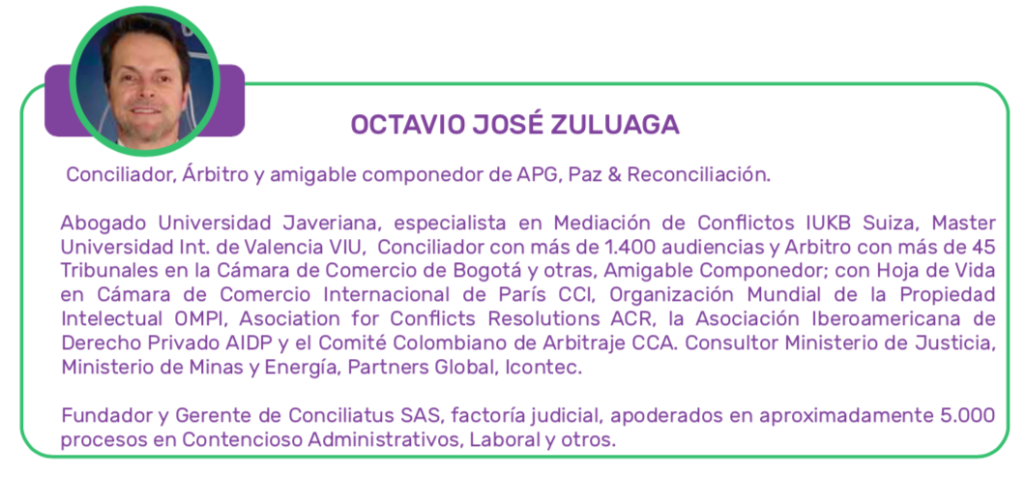 OCTAVIO JOSÉ ZULUAGA
Conciliador, Árbitro y amigable componedor de APG, Paz & Reconciliación.
Abogado Universidad Javeriana, especialista en Mediación de Conflictos IUKB Suiza, Master
Universidad Int. de Valencia VIU, Conciliador con más de 1.400 audiencias y Arbitro con más de 45
Tribunales en la Cámara de Comercio de Bogotá y otras, Amigable Componedor; con Hoja de Vida
en Cámara de Comercio Internacional de París CCI, Organización Mundial de la Propiedad
Intelectual OMPI, Asociation for Conflicts Resolutions ACR, la Asociación Iberoamericana de
Derecho Privado AIDP y el Comité Colombiano de Arbitraje CCA. Consultor Ministerio de Justicia,
Ministerio de Minas y Energía, Partners Global, Icontec.
Fundador y Gerente de Conciliatus SAS, factoría judicial, apoderados en aproximadamente 5.000
procesos en Contencioso Administrativos, Laboral y otros.